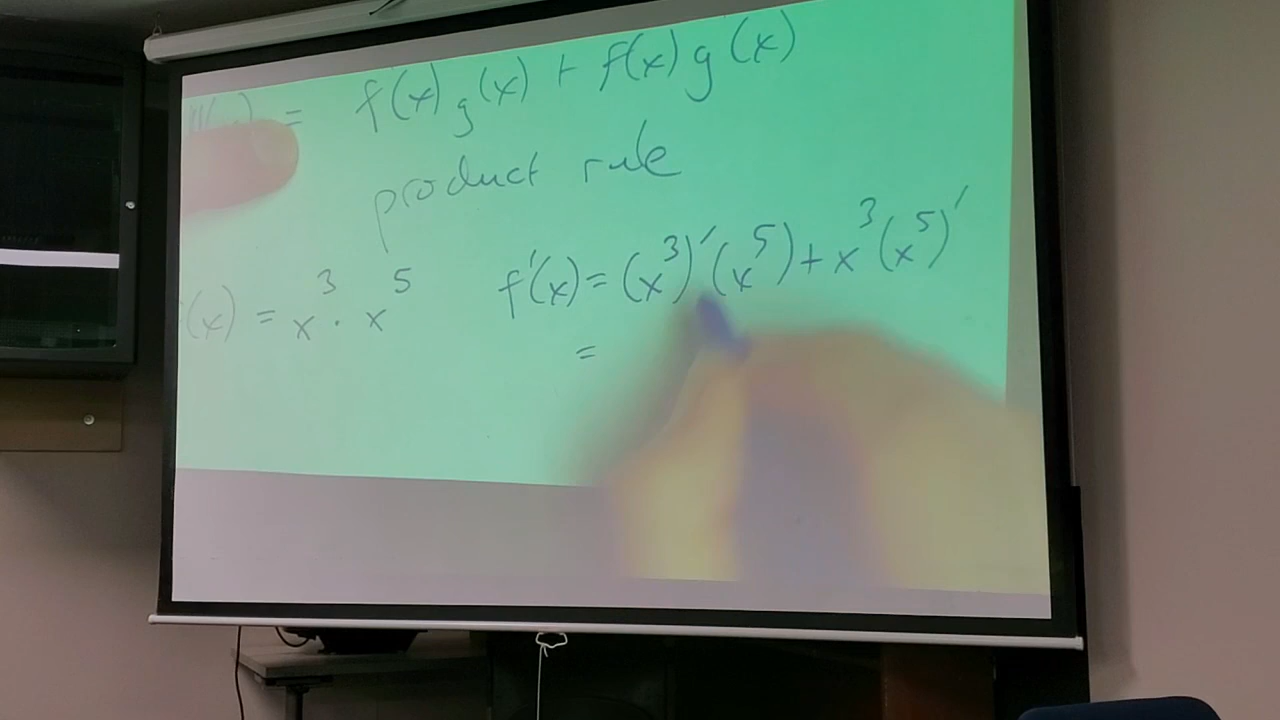 = f(x) g(x) + f(x) g(x)
product rule
(x) = x³ · x⁵ f'(x) = (x³)'(x⁵) + x³(x⁵)'
=